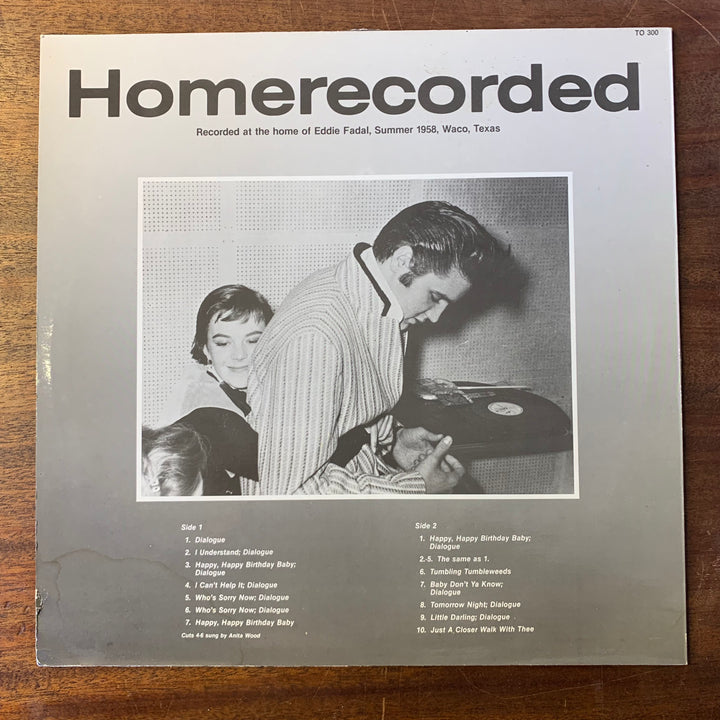 TO 300
Homerecorded
Recorded at the home of Eddie Fadal, Summer 1958, Waco, Texas
Side 1
1. Dialogue
2. I Understand; Dialogue
3. Happy, Happy Birthday Baby;
Dialogue
4. I Can't Help It; Dialogue
5. Who's Sorry Now; Dialogue
6. Who's Sorry Now; Dialogue
7. Happy, Happy Birthday Baby
Cuts 4-6 sung by Anita Wood
Side 2
1. Happy, Happy Birthday Baby;
Dialogue
2.-5. The same as 1.
6. Tumbling Tumbleweeds
7. Baby Don't Ya Know;
Dialogue
8. Tomorrow Night; Dialogue
9. Little Darling; Dialogue
10. Just A Closer Walk With Thee